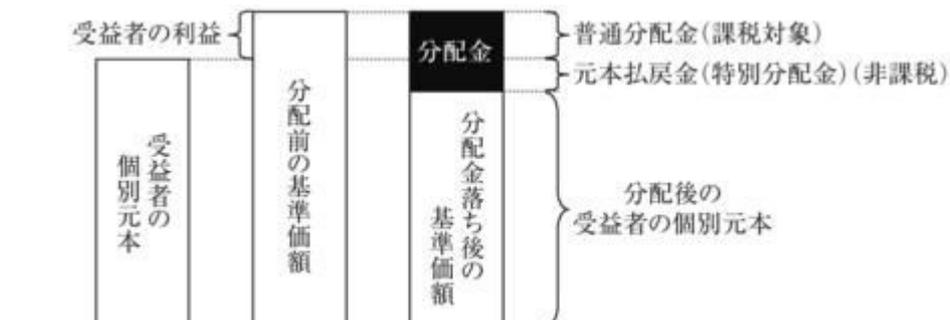 受益者の利益
分配金
普通分配金(課税対象)
元本払戻金(特別分配金)(非課税)
受益者の
個別元本
分配前の基準価額
分配金落ち後の
基準価額
分配後の
受益者の個別元本